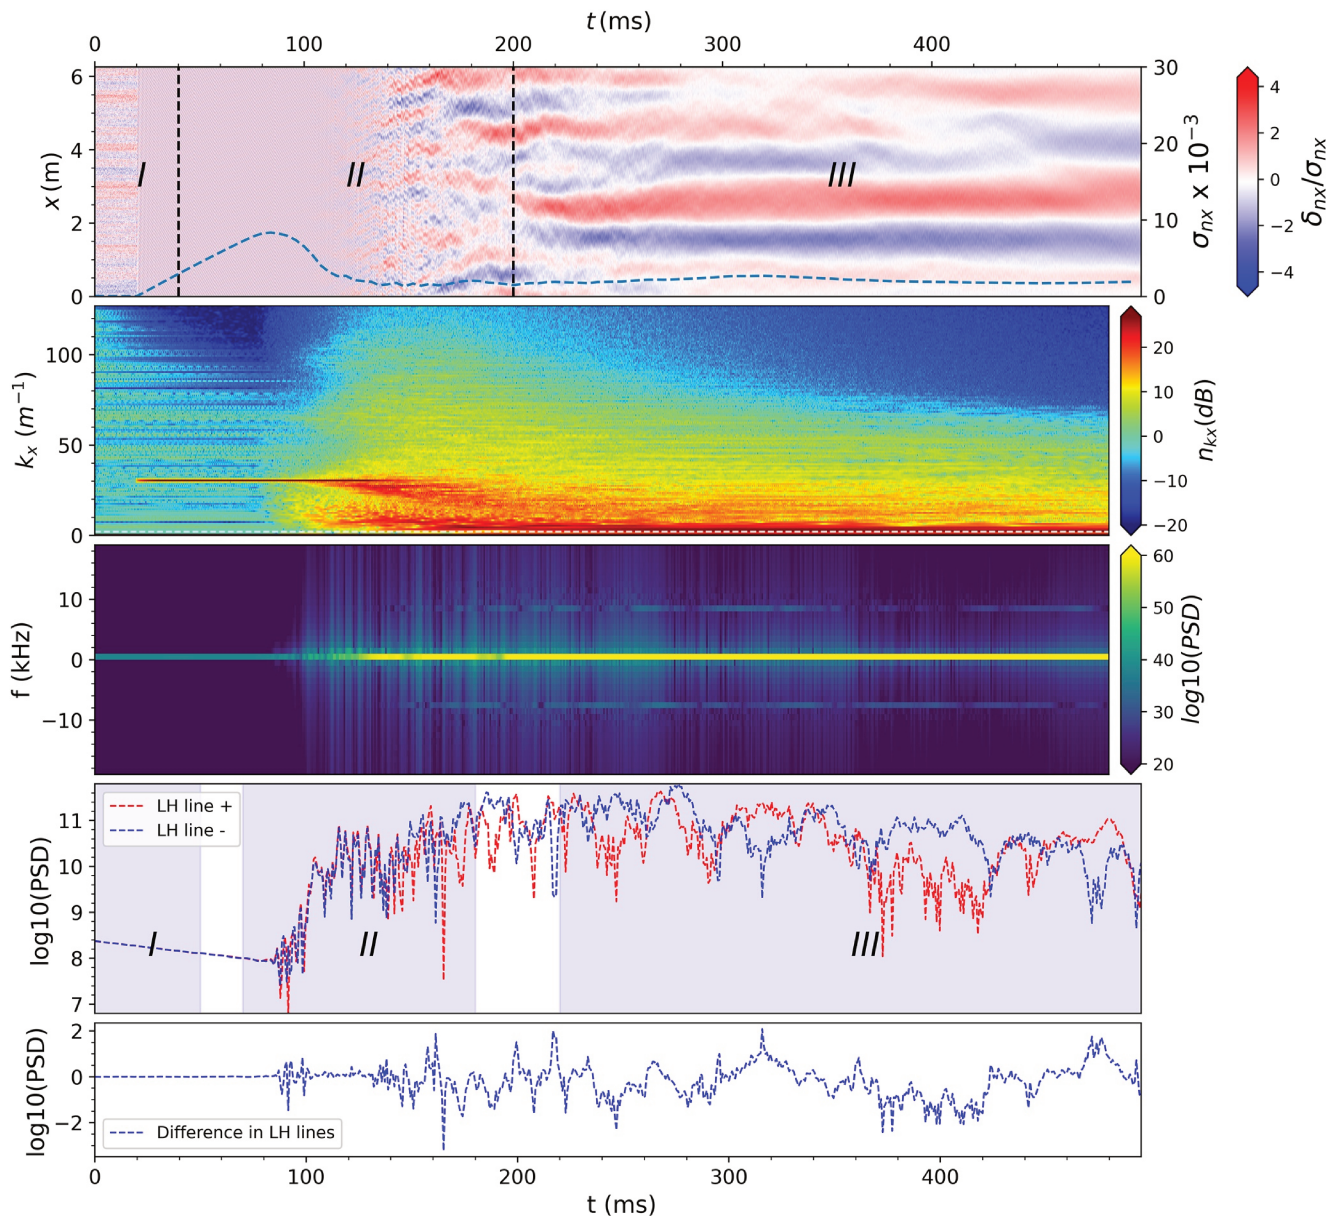 t (ms)
0 100 200 300 400
6
4
2
0
x (m)
I II III
30
20
10
0
σnx x 10⁻³
4
2
0
−2
−4
δnx/σnx
100
50
0
kx (m⁻¹)
20
10
0
−10
−20
nkx(dB)
10
0
−10
f (kHz)
60
50
40
30
20
log10(PSD)
LH line +
LH line -
11
10
9
8
7
log10(PSD)
I II III
2
0
−2
log10(PSD)
Difference in LH lines
0 100 200 300 400
t (ms)